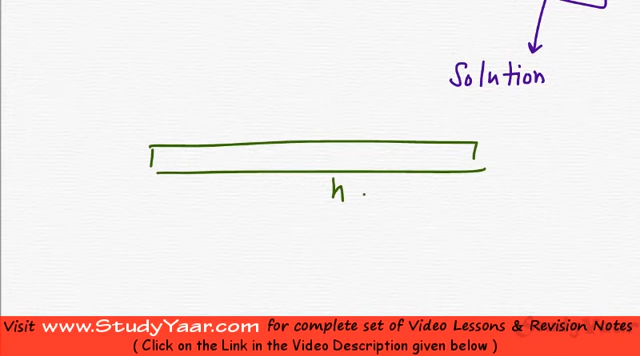 Solution
h
Visit www.StudyYaar.com for complete set of Video Lessons & Revision Notes
( Click on the Link in the Video Description given below )